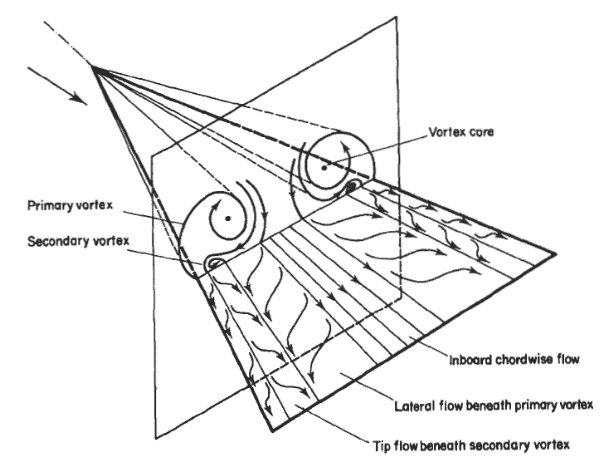 Vortex core
Primary vortex
Secondary vortex
Inboard chordwise flow
Lateral flow beneath primary vortex
Tip flow beneath secondary vortex